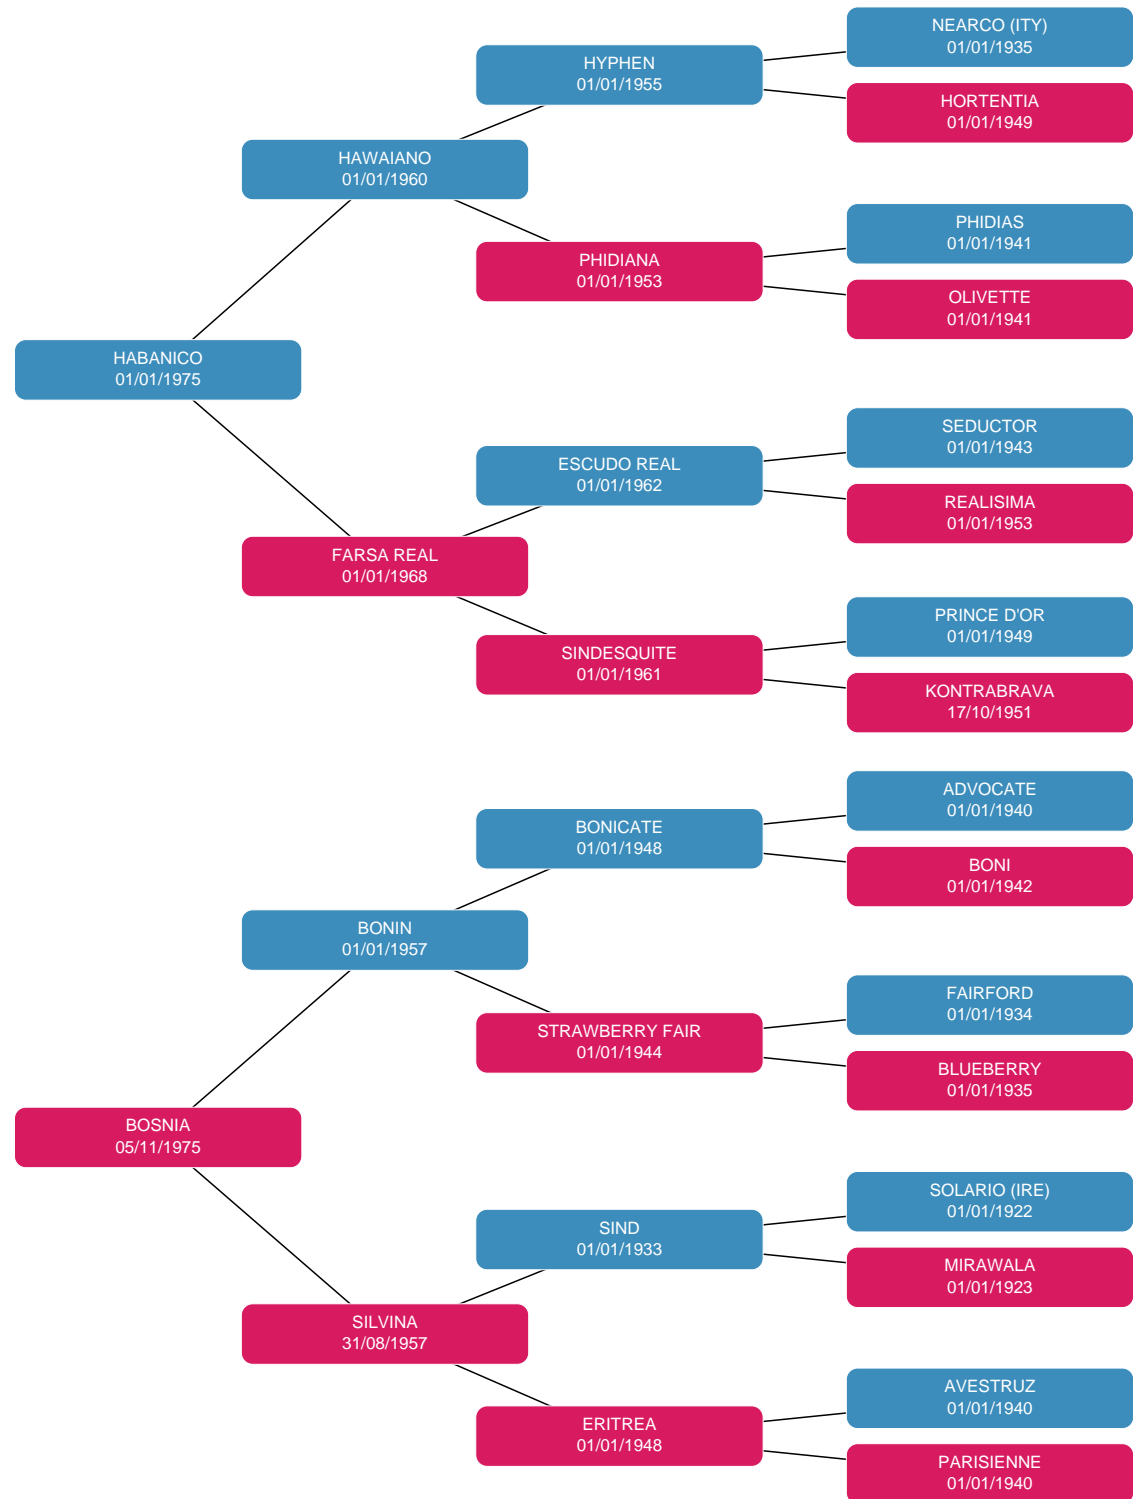 NEARCO (ITY)
01/01/1935
HYPHEN
01/01/1955
HORTENTIA
01/01/1949
HAWAIANO
01/01/1960
PHIDIAS
01/01/1941
PHIDIANA
01/01/1953
OLIVETTE
01/01/1941
HABANICO
01/01/1975
SEDUCTOR
01/01/1943
ESCUDO REAL
01/01/1962
REALISIMA
01/01/1953
FARSA REAL
01/01/1968
PRINCE D'OR
01/01/1949
SINDESQUITE
01/01/1961
KONTRABRAVA
17/10/1951
ADVOCATE
01/01/1940
BONICATE
01/01/1948
BONI
01/01/1942
BONIN
01/01/1957
FAIRFORD
01/01/1934
STRAWBERRY FAIR
01/01/1944
BLUEBERRY
01/01/1935
BOSNIA
05/11/1975
SOLARIO (IRE)
01/01/1922
SIND
01/01/1933
MIRAWALA
01/01/1923
SILVINA
31/08/1957
AVESTRUZ
01/01/1940
ERITREA
01/01/1948
PARISIENNE
01/01/1940